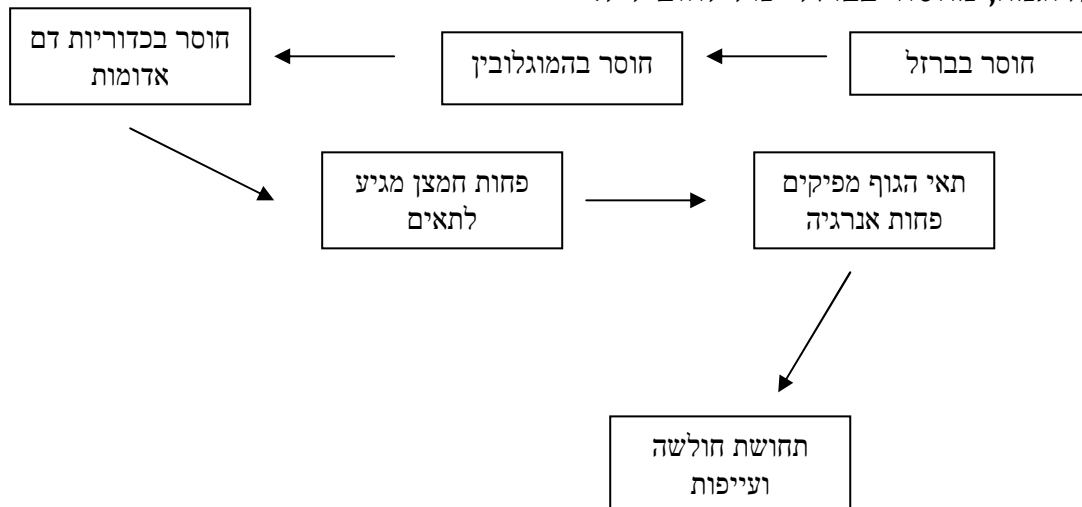 חוסר בברזל
חוסר בהמוגלובין
חוסר בכדוריות דם
אדומות
פחות חמצן מגיע
לתאים
תאי הגוף מפיקים
פחות אנרגיה
תחושת חולשה
ועייפות